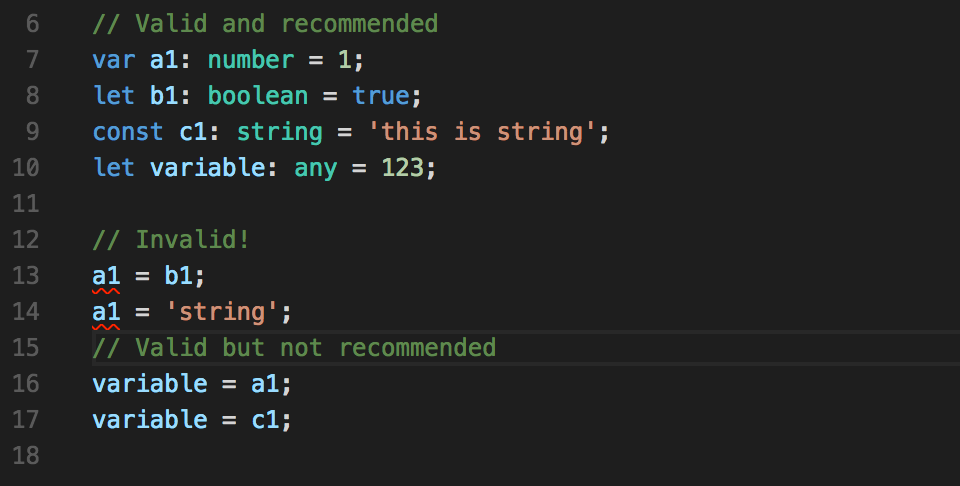 6 // Valid and recommended
7 var a1: number = 1;
8 let b1: boolean = true;
9 const c1: string = 'this is string';
10 let variable: any = 123;
11
12 // Invalid!
13 a1 = b1;
14 a1 = 'string';
15 // Valid but not recommended
16 variable = a1;
17 variable = c1;
18